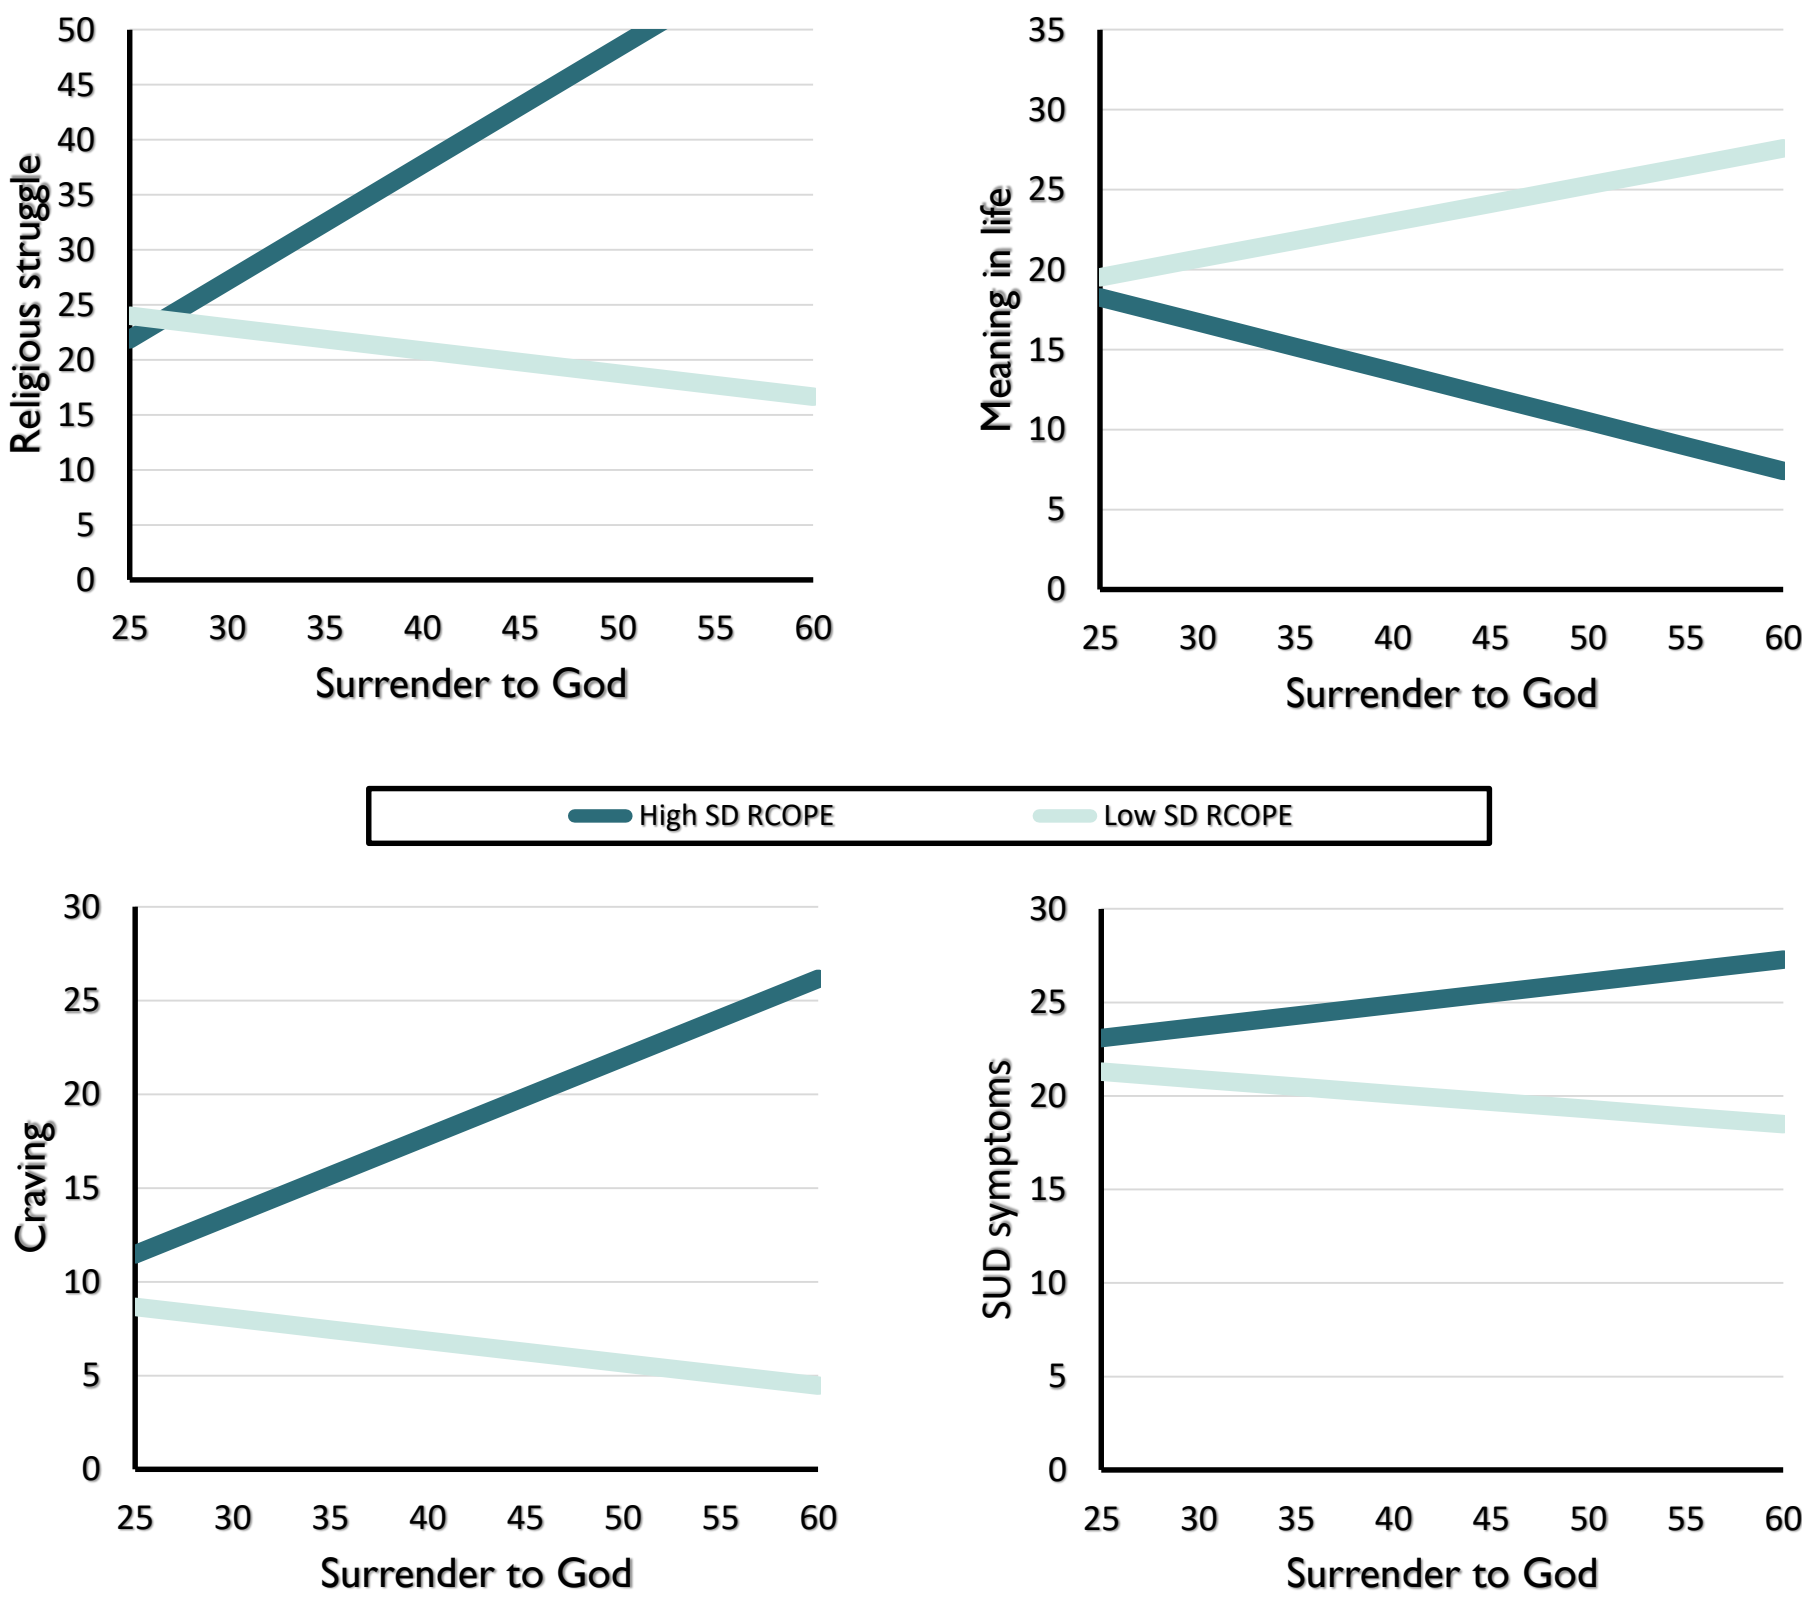 50
45
40
35
30
25
20
15
10
5
0
Religious struggle
25 30 35 40 45 50 55 60
Surrender to God
35
30
25
20
15
10
5
0
Meaning in life
25 30 35 40 45 50 55 60
Surrender to God
High SD RCOPE
Low SD RCOPE
30
25
20
15
10
5
0
Craving
25 30 35 40 45 50 55 60
Surrender to God
30
25
20
15
10
5
0
SUD symptoms
25 30 35 40 45 50 55 60
Surrender to God